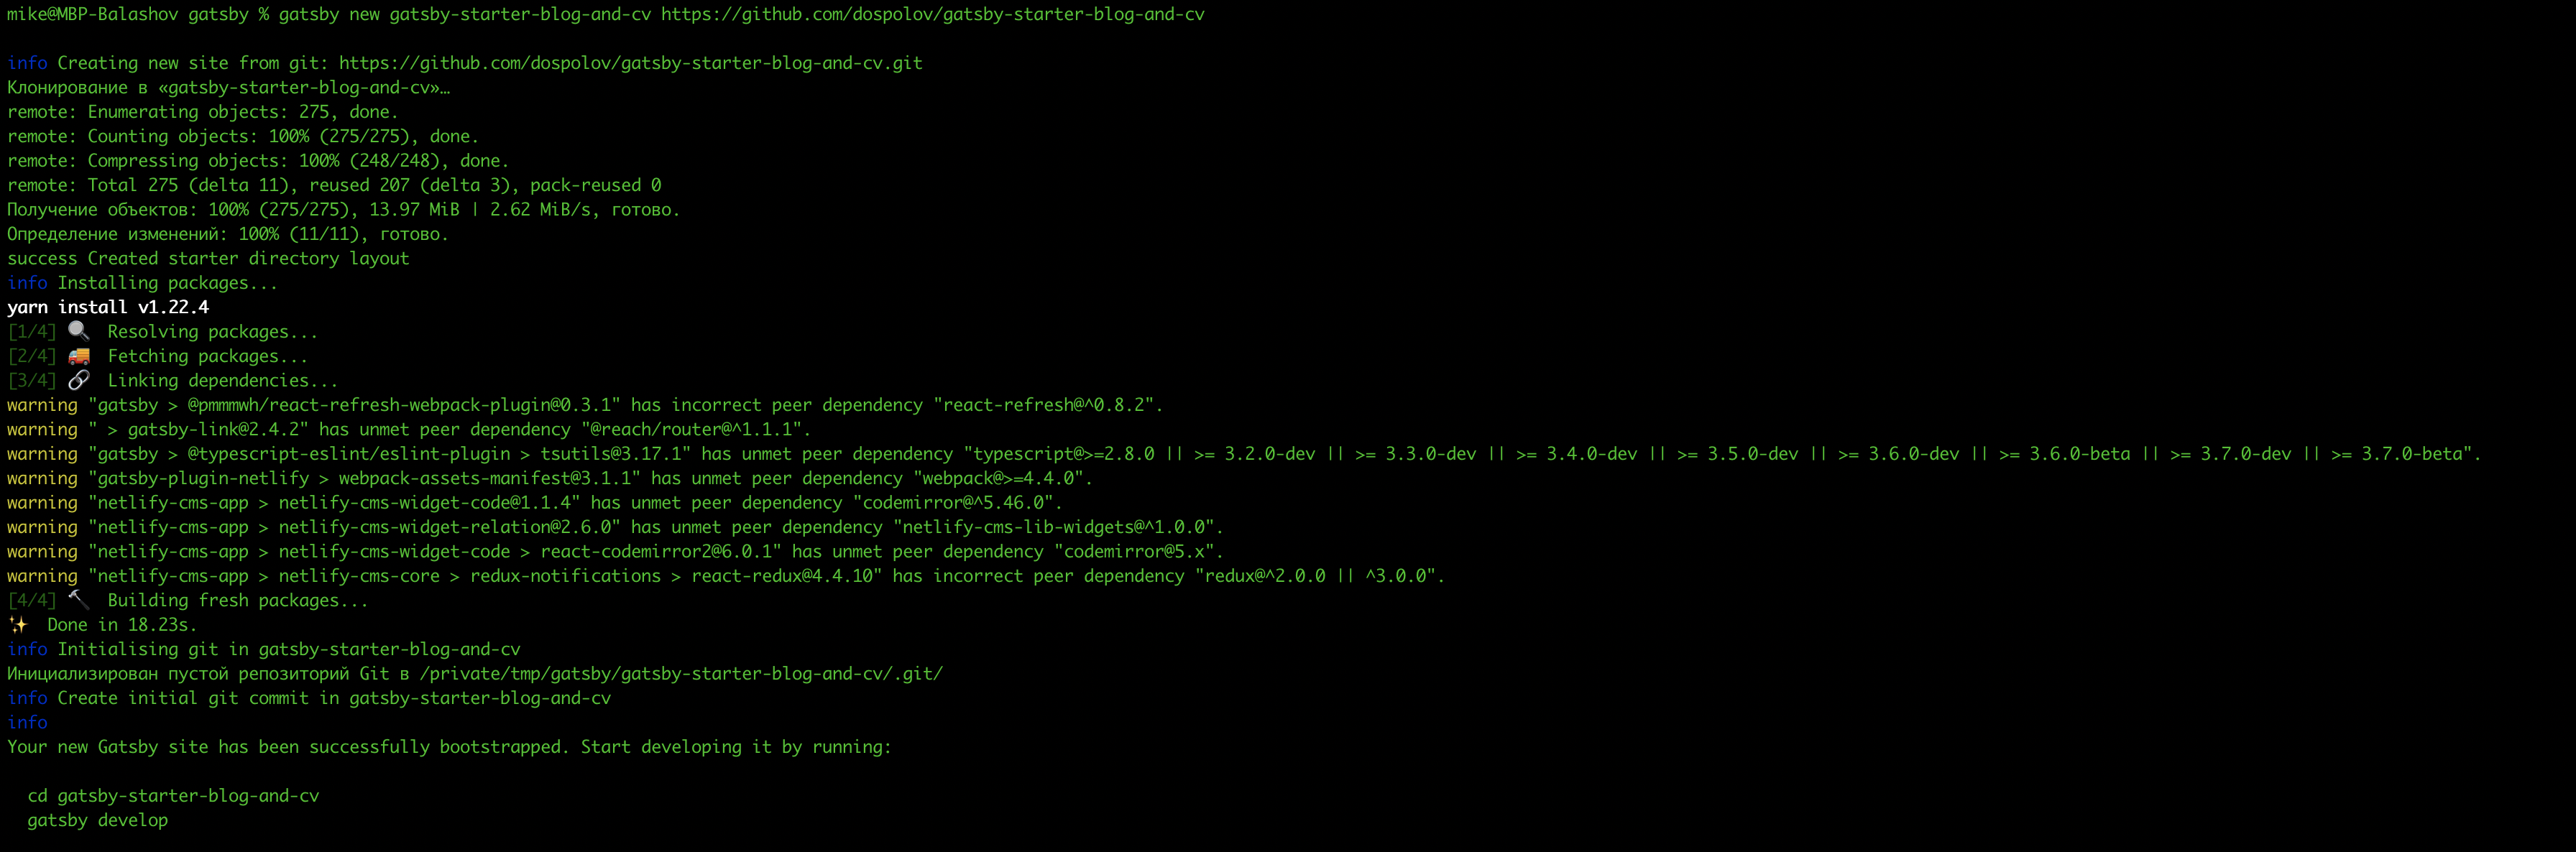 mike@MBP-Balashov gatsby % gatsby new gatsby-starter-blog-and-cv https://github.com/dospolov/gatsby-starter-blog-and-cv
info Creating new site from git: https://github.com/dospolov/gatsby-starter-blog-and-cv.git
Клонирование в «gatsby-starter-blog-and-cv»…
remote: Enumerating objects: 275, done.
remote: Counting objects: 100% (275/275), done.
remote: Compressing objects: 100% (248/248), done.
remote: Total 275 (delta 11), reused 207 (delta 3), pack-reused 0
Получение объектов: 100% (275/275), 13.97 MiB | 2.62 MiB/s, готово.
Определение изменений: 100% (11/11), готово.
success Created starter directory layout
info Installing packages...
yarn install v1.22.4
[1/4] 🔍 Resolving packages...
[2/4] 🚚 Fetching packages...
[3/4] 🔗 Linking dependencies...
warning "gatsby > @pmmmwh/react-refresh-webpack-plugin@0.3.1" has incorrect peer dependency "react-refresh@^0.8.2".
warning " > gatsby-link@2.4.2" has unmet peer dependency "@reach/router@^1.1.1".
warning "gatsby > @typescript-eslint/eslint-plugin > tsutils@3.17.1" has unmet peer dependency "typescript@>=2.8.0 || >= 3.2.0-dev || >= 3.3.0-dev || >= 3.4.0-dev || >= 3.5.0-dev || >= 3.6.0-dev || >= 3.6.0-beta || >= 3.7.0-dev || >= 3.7.0-beta".
warning "gatsby-plugin-netlify > webpack-assets-manifest@3.1.1" has unmet peer dependency "webpack@>=4.4.0".
warning "netlify-cms-app > netlify-cms-widget-code@1.1.4" has unmet peer dependency "codemirror@^5.46.0".
warning "netlify-cms-app > netlify-cms-widget-relation@2.6.0" has unmet peer dependency "netlify-cms-lib-widgets@^1.0.0".
warning "netlify-cms-app > netlify-cms-widget-code > react-codemirror2@6.0.1" has unmet peer dependency "codemirror@5.x".
warning "netlify-cms-app > netlify-cms-core > redux-notifications > react-redux@4.4.10" has incorrect peer dependency "redux@^2.0.0 || ^3.0.0".
[4/4] 🔨 Building fresh packages...
✨ Done in 18.23s.
info Initialising git in gatsby-starter-blog-and-cv
Инициализирован пустой репозиторий Git в /private/tmp/gatsby/gatsby-starter-blog-and-cv/.git/
info Create initial git commit in gatsby-starter-blog-and-cv
info
Your new Gatsby site has been successfully bootstrapped. Start developing it by running:
cd gatsby-starter-blog-and-cv
gatsby develop